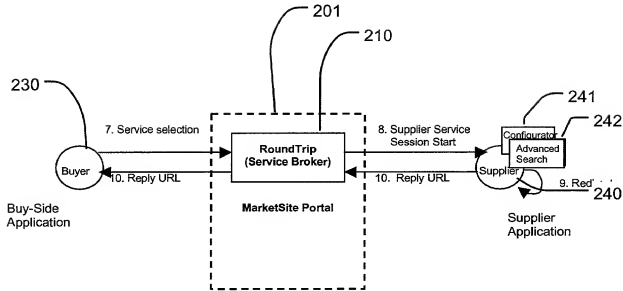 201
210
230
241
242
7. Service selection
RoundTrip
(Service Broker)
8. Supplier Service
Session Start
Configurator
Advanced
Search
Buyer
10. Reply URL
10. Reply URL
Supplier
9.
240
Buy-Side
Application
MarketSite Portal
Supplier
Application